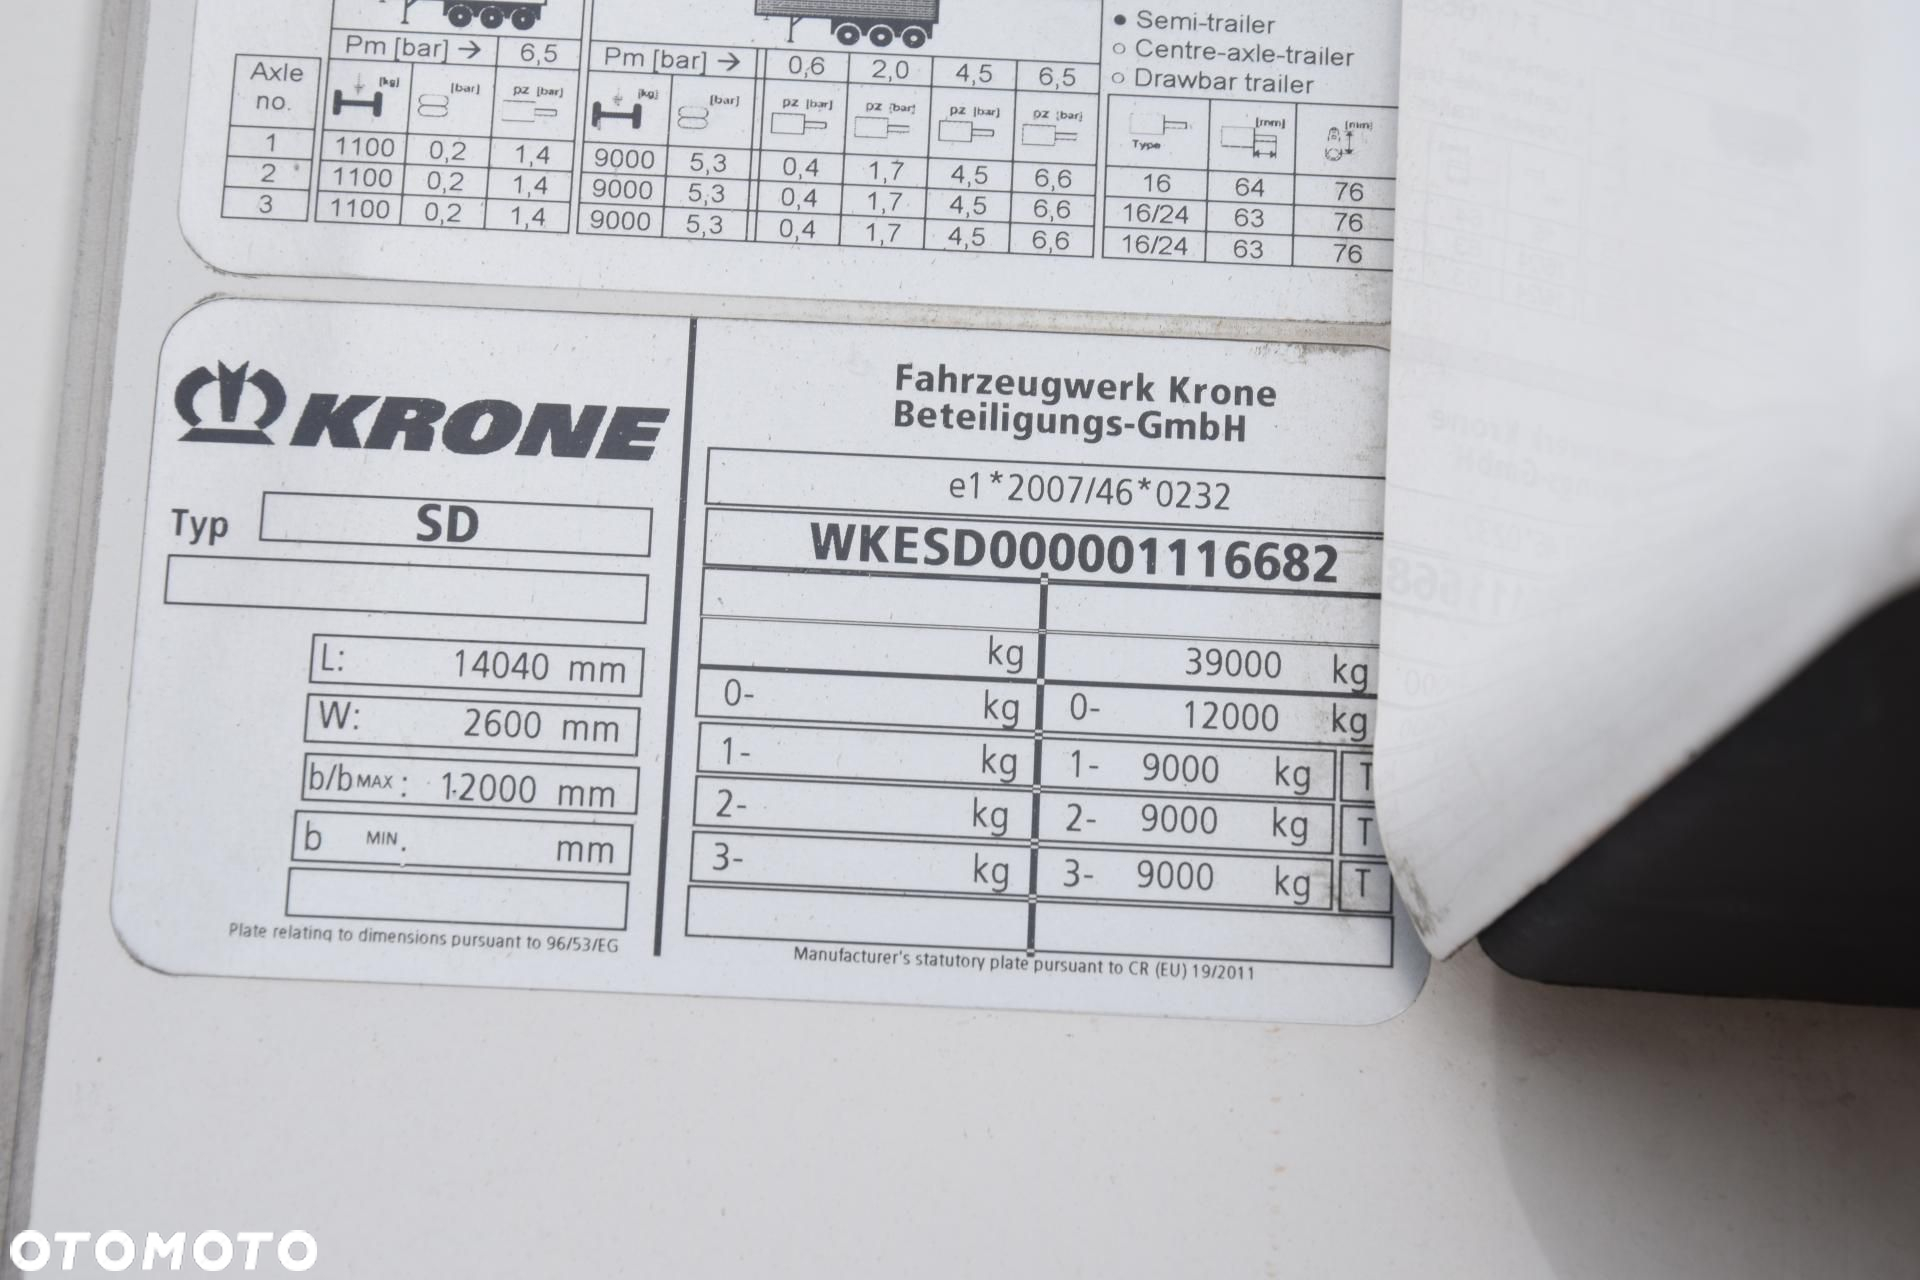 Pm [bar] → 6,5 Pm [bar] → 0,6 2,0 4,5 6,5
● Semi-trailer
○ Centre-axle-trailer
○ Drawbar trailer
Axle no. [kg] [bar] pz [bar] [kg] [bar] pz [bar] pz [bar] pz [bar] pz [bar] Type [mm] [mm]
1 1100 0,2 1,4 9000 5,3 0,4 1,7 4,5 6,6 16 64 76
2 1100 0,2 1,4 9000 5,3 0,4 1,7 4,5 6,6 16/24 63 76
3 1100 0,2 1,4 9000 5,3 0,4 1,7 4,5 6,6 16/24 63 76
KRONE
Typ SD
L: 14040 mm
W: 2600 mm
b/b MAX: 12000 mm
b MIN. mm
Plate relating to dimensions pursuant to 96/53/EG
Fahrzeugwerk Krone
Beteiligungs-GmbH
e1*2007/46*0232
WKESD000001116682
kg 39000 kg
0- kg 0- 12000 kg
1- kg 1- 9000 kg T
2- kg 2- 9000 kg T
3- kg 3- 9000 kg T
Manufacturer's statutory plate pursuant to CR (EU) 19/2011
OTOMOTO